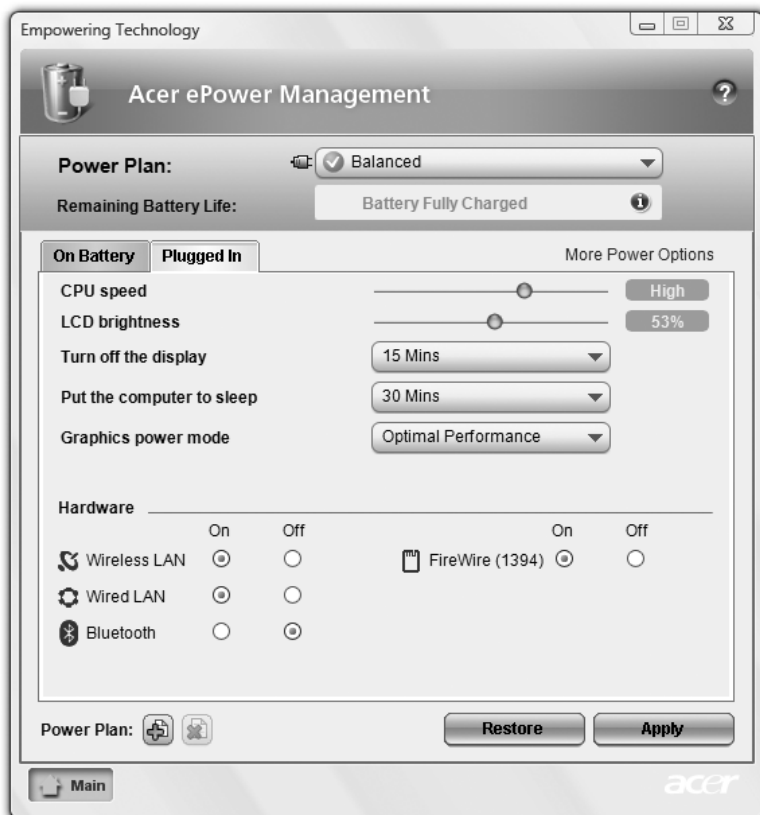 Empowering Technology
Acer ePower Management
?
Power Plan: Balanced
Remaining Battery Life: Battery Fully Charged
On Battery Plugged In More Power Options
CPU speed High
LCD brightness 53%
Turn off the display 15 Mins
Put the computer to sleep 30 Mins
Graphics power mode Optimal Performance
Hardware
On Off On Off
Wireless LAN FireWire (1394)
Wired LAN
Bluetooth
Power Plan: Restore Apply
Main acer